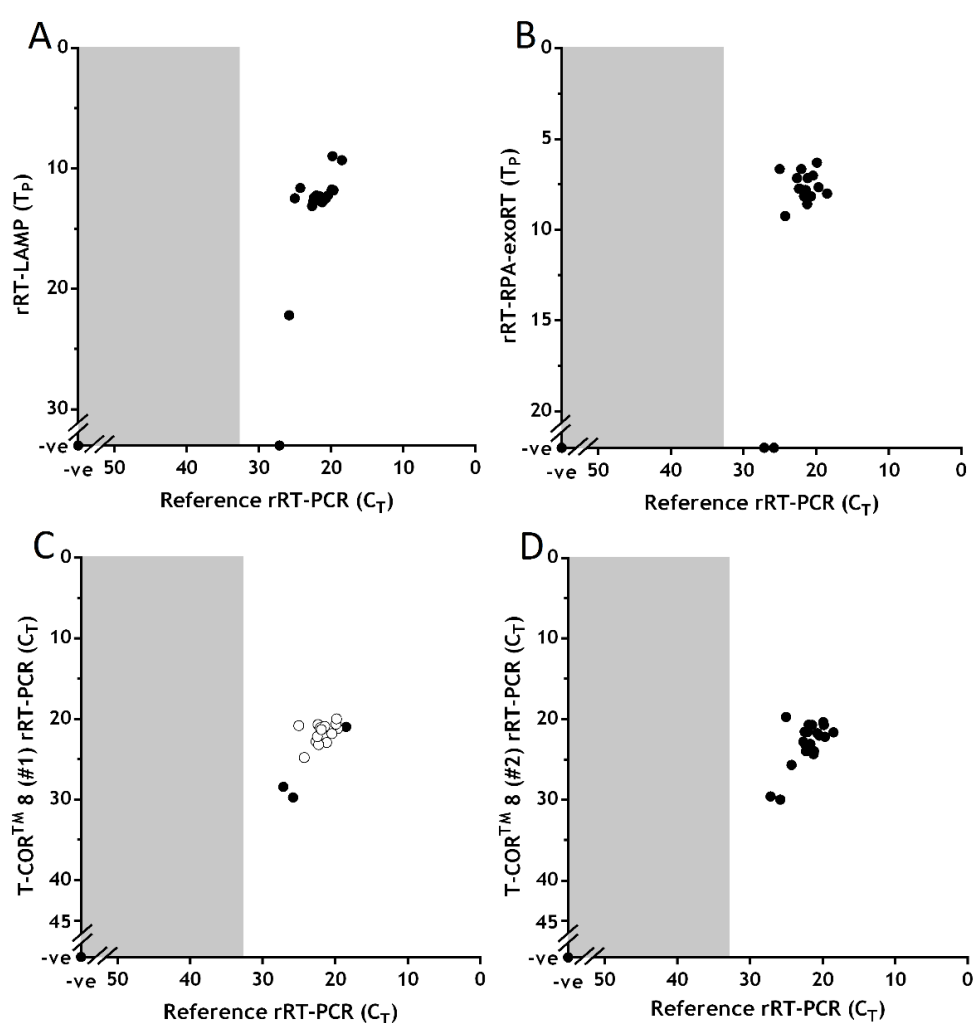 A
0
10
20
30
-ve
-ve
50
40
30
20
10
0
rRT-LAMP (TP)
Reference rRT-PCR (CT)
B
0
5
10
15
20
-ve
-ve
50
40
30
20
10
0
rRT-RPA-exoRT (TP)
Reference rRT-PCR (CT)
C
0
10
20
30
40
45
-ve
-ve
50
40
30
20
10
0
T-COR™ 8 (#1) rRT-PCR (CT)
Reference rRT-PCR (CT)
D
0
10
20
30
40
45
-ve
-ve
50
40
30
20
10
0
T-COR™ 8 (#2) rRT-PCR (CT)
Reference rRT-PCR (CT)